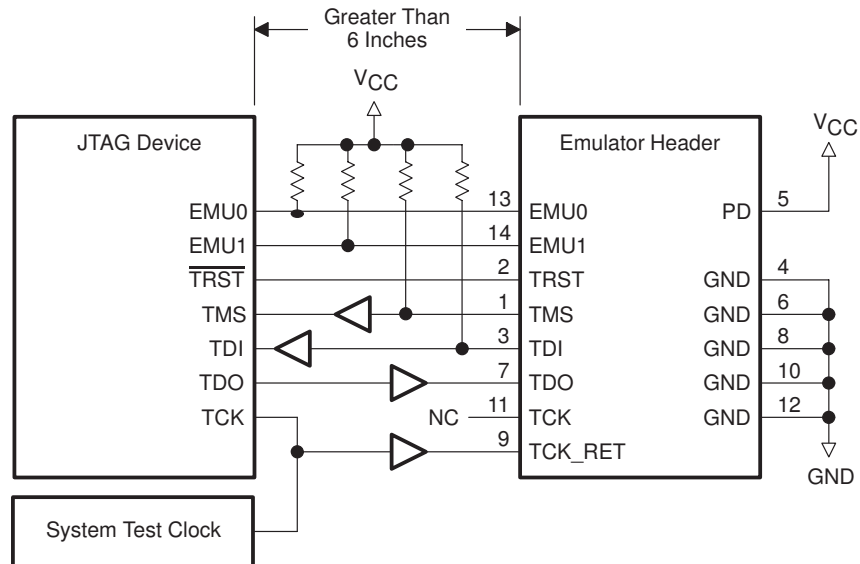 Greater Than
6 Inches
VCC
JTAG Device
Emulator Header
VCC
EMU0 13 EMU0 PD 5
EMU1 14 EMU1
TRST 2 TRST GND 4
TMS 1 TMS GND 6
TDI 3 TDI GND 8
TDO 7 TDO GND 10
TCK NC 11 TCK GND 12
9 TCK_RET
GND
System Test Clock